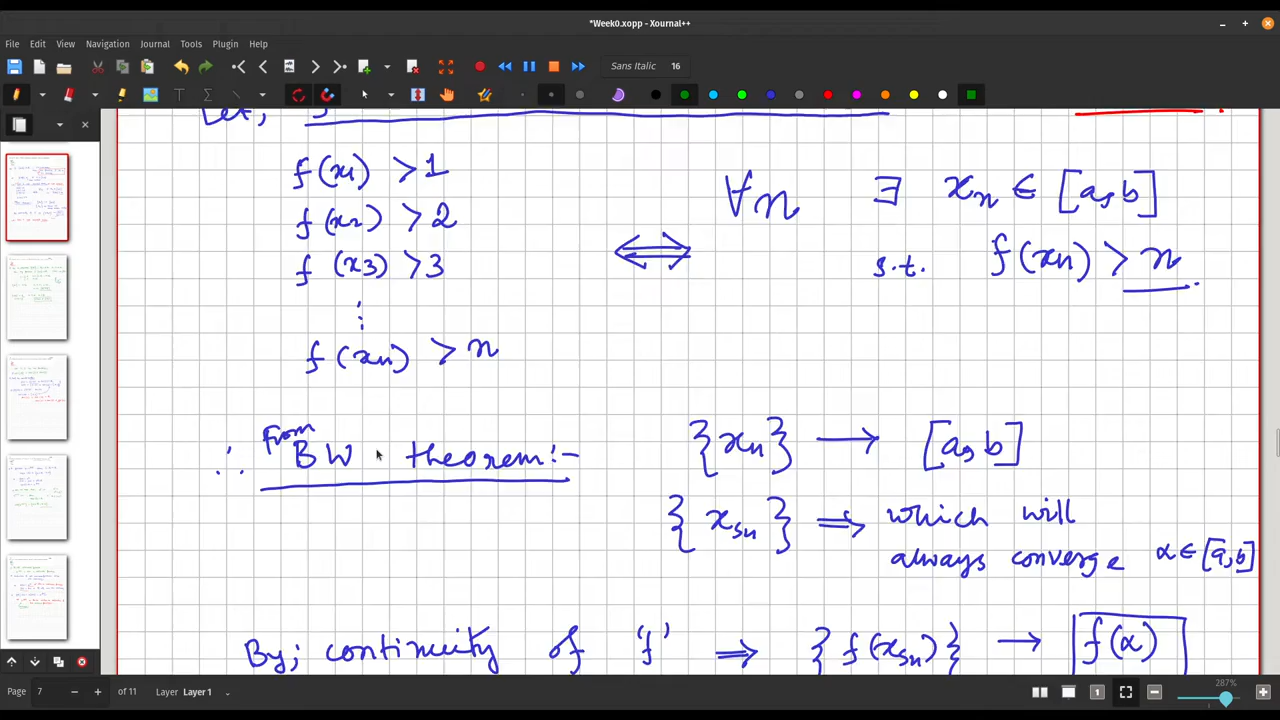 *Week0.xopp - Xournal++
File Edit View Navigation Journal Tools Plugin Help
Sans Italic 16
Let,
f(x1) > 1
f(x2) > 2
f(x3) > 3
⋮
f(xn) > n
⟺
∀n ∃ xn ∈ [a, b]
s.t. f(xn) > n.
∴ From BW theorem:-
{xn} ⟶ [a, b]
{xsn} ⟹ which will
always converge α ∈ [a, b]
By; continuity of 'f' ⟹ {f(xsn)} → f(α)
Page 7 of 11 Layer Layer 1 287%